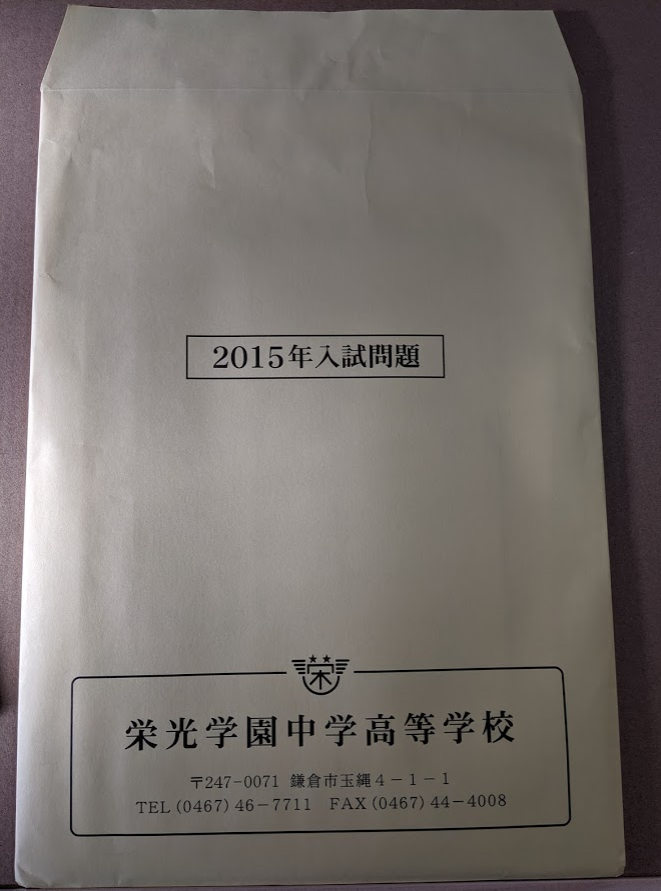 2015年入試問題
栄
栄光学園中学高等学校
〒247-0071 鎌倉市玉縄4-1-1
TEL (0467) 46-7711 FAX (0467) 44-4008